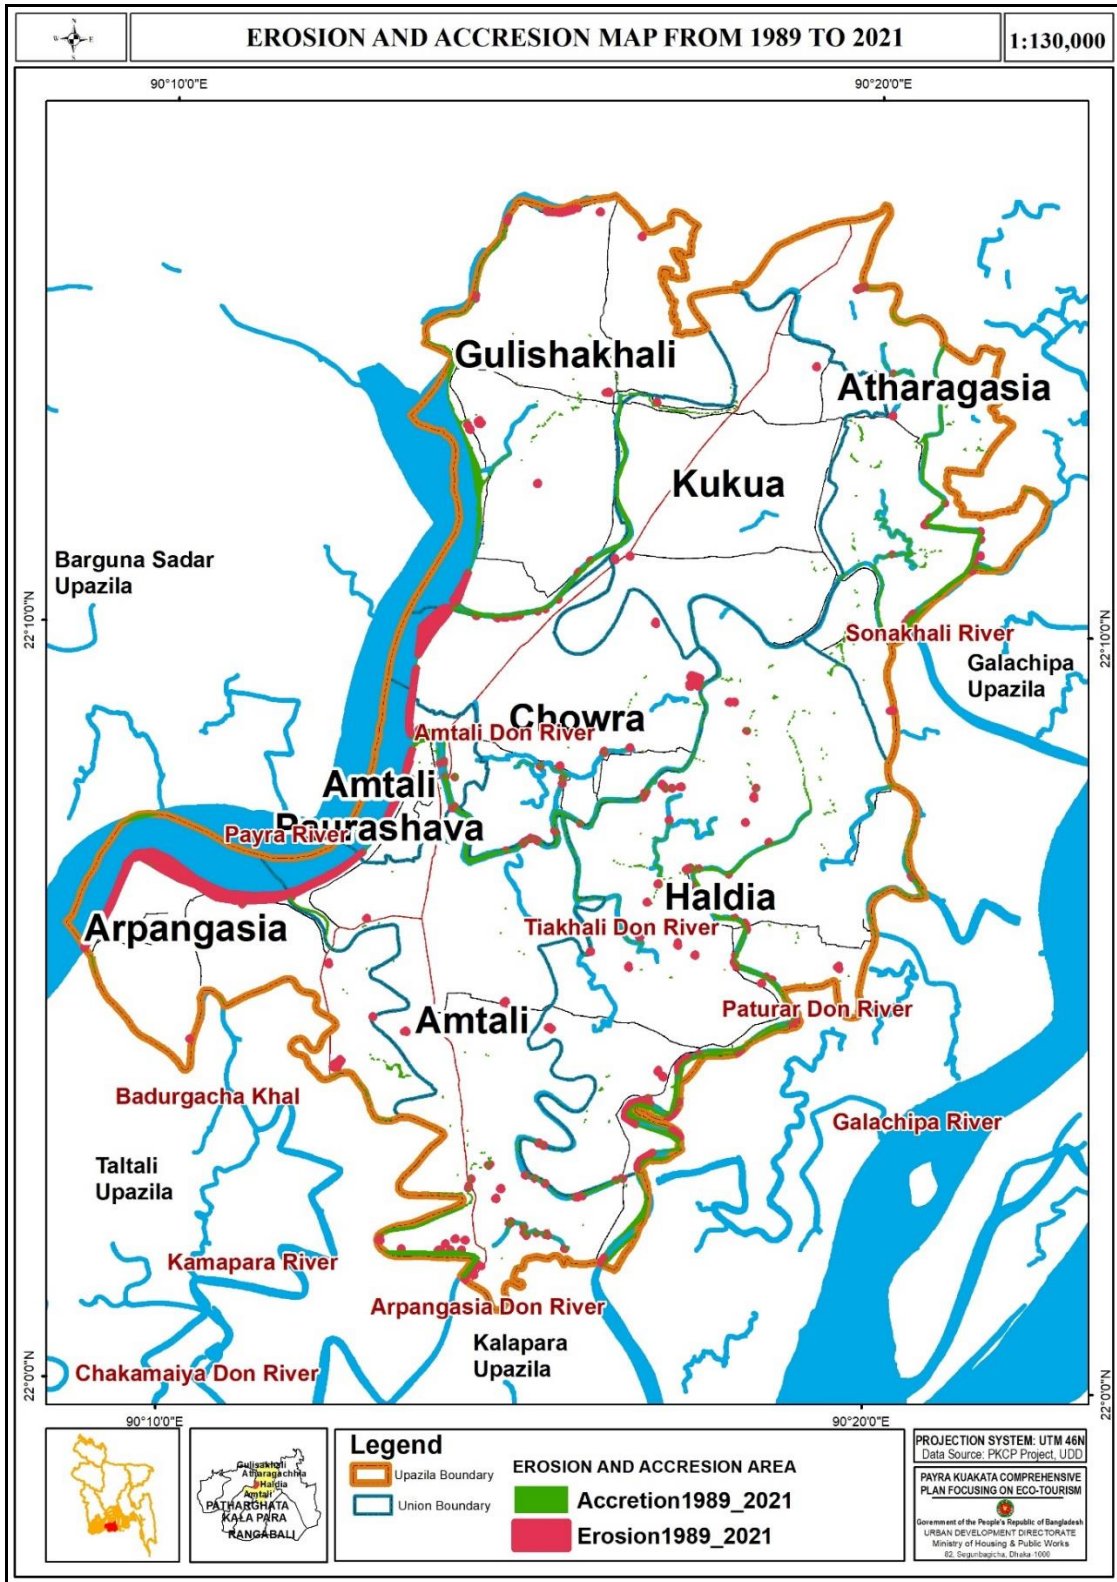 EROSION AND ACCRESION MAP FROM 1989 TO 2021
1:130,000
N
W E
S
90°10'0"E
90°20'0"E
Gulishakhali
Atharagasia
Kukua
Barguna Sadar
Upazila
22°10'0"N
22°10'0"N
Sonakhali River
Galachipa
Upazila
Chowra
Amtali Don River
Amtali
Paurashava
Payra River
Haldia
Arpangasia
Tiakhali Don River
Paturar Don River
Amtali
Badurgacha Khal
Galachipa River
Taltali
Upazila
Kamapara River
Arpangasia Don River
Kalapara
Upazila
Chakamaiya Don River
22°0'0"N
22°0'0"N
90°10'0"E
90°20'0"E
Gulisakhali
Atharagachhia
Haldia
Amtali
PATHARGHATA
KALA PARA
RANGABALI
Legend
Upazila Boundary
Union Boundary
EROSION AND ACCRESION AREA
Accretion1989_2021
Erosion1989_2021
PROJECTION SYSTEM: UTM 46N
Data Source: PKCP Project, UDD
PAYRA KUAKATA COMPREHENSIVE
PLAN FOCUSING ON ECO-TOURISM
Government of the People's Republic of Bangladesh
URBAN DEVELOPMENT DIRECTORATE
Ministry of Housing & Public Works
82, Segunbagicha, Dhaka-1000